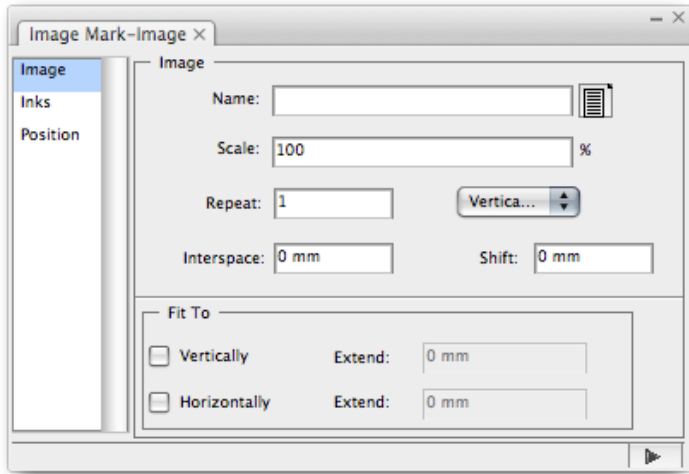 Image Mark-Image
Image
Inks
Position
Image
Name:
Scale: 100 %
Repeat: 1 Vertica...
Interspace: 0 mm Shift: 0 mm
Fit To
Vertically Extend: 0 mm
Horizontally Extend: 0 mm